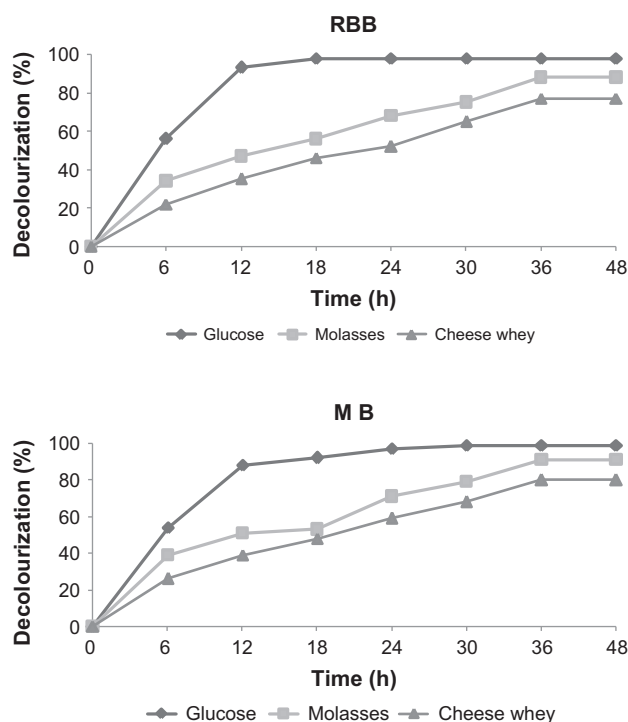 RBB
Decolourization (%)
100
80
60
40
20
0
0 6 12 18 24 30 36 48
Time (h)
Glucose Molasses Cheese whey
M B
Decolourization (%)
100
80
60
40
20
0
0 6 12 18 24 30 36 48
Time (h)
Glucose Molasses Cheese whey